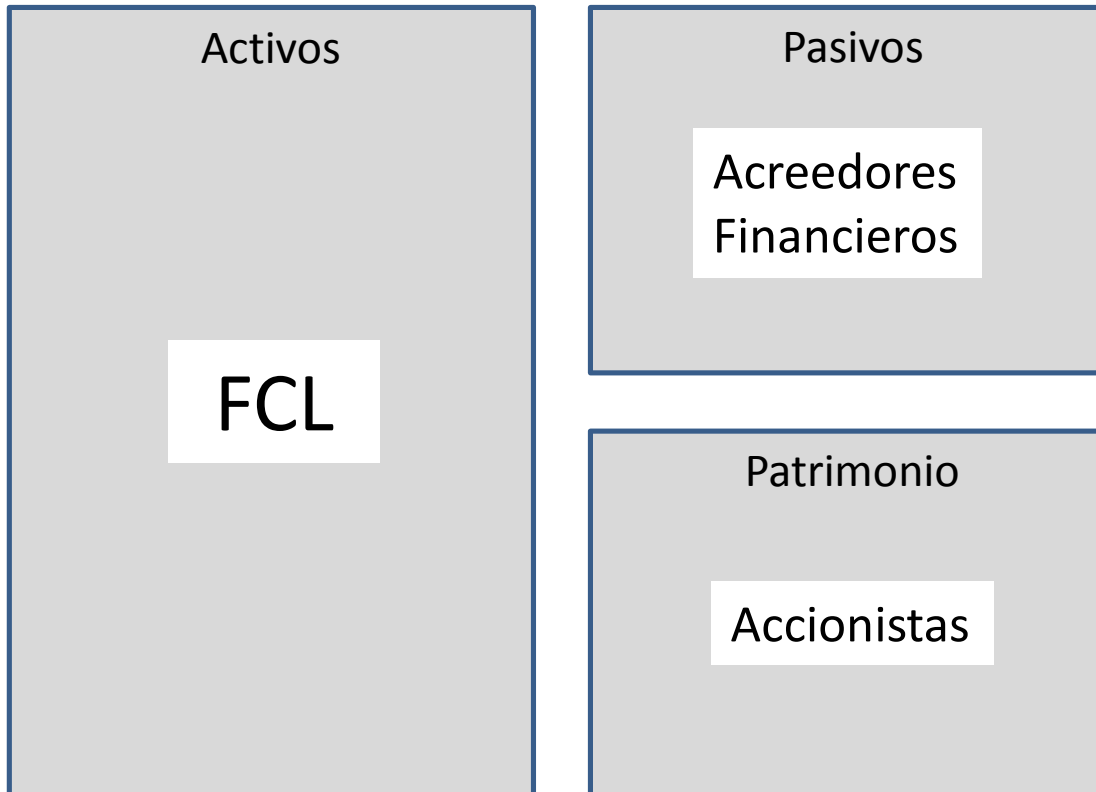 Activos
FCL
Pasivos
Acreedores
Financieros
Patrimonio
Accionistas